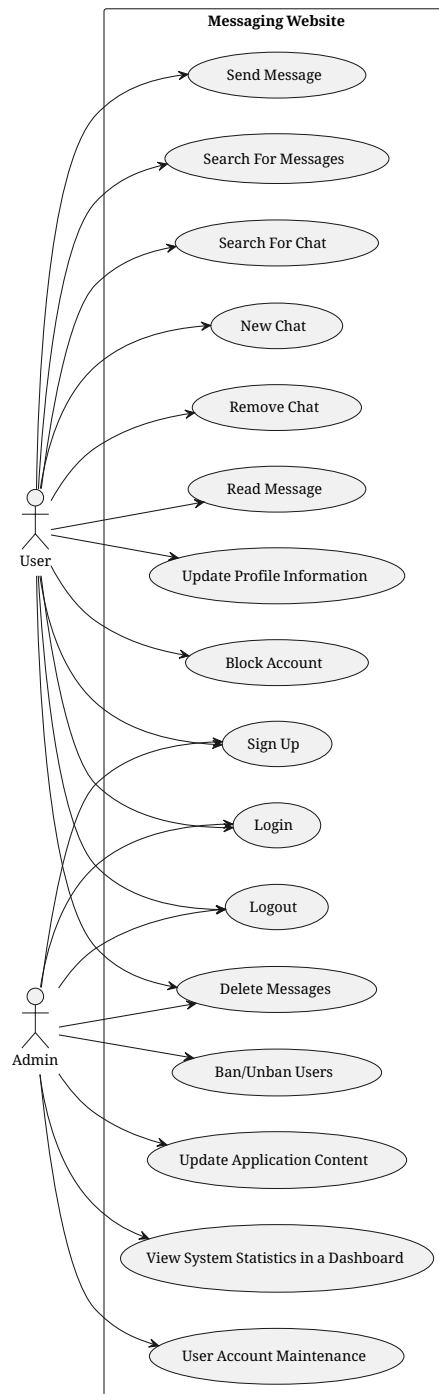 Messaging Website
Send Message
Search For Messages
Search For Chat
New Chat
Remove Chat
Read Message
User
Update Profile Information
Block Account
Sign Up
Login
Logout
Delete Messages
Admin
Ban/Unban Users
Update Application Content
View System Statistics in a Dashboard
User Account Maintenance